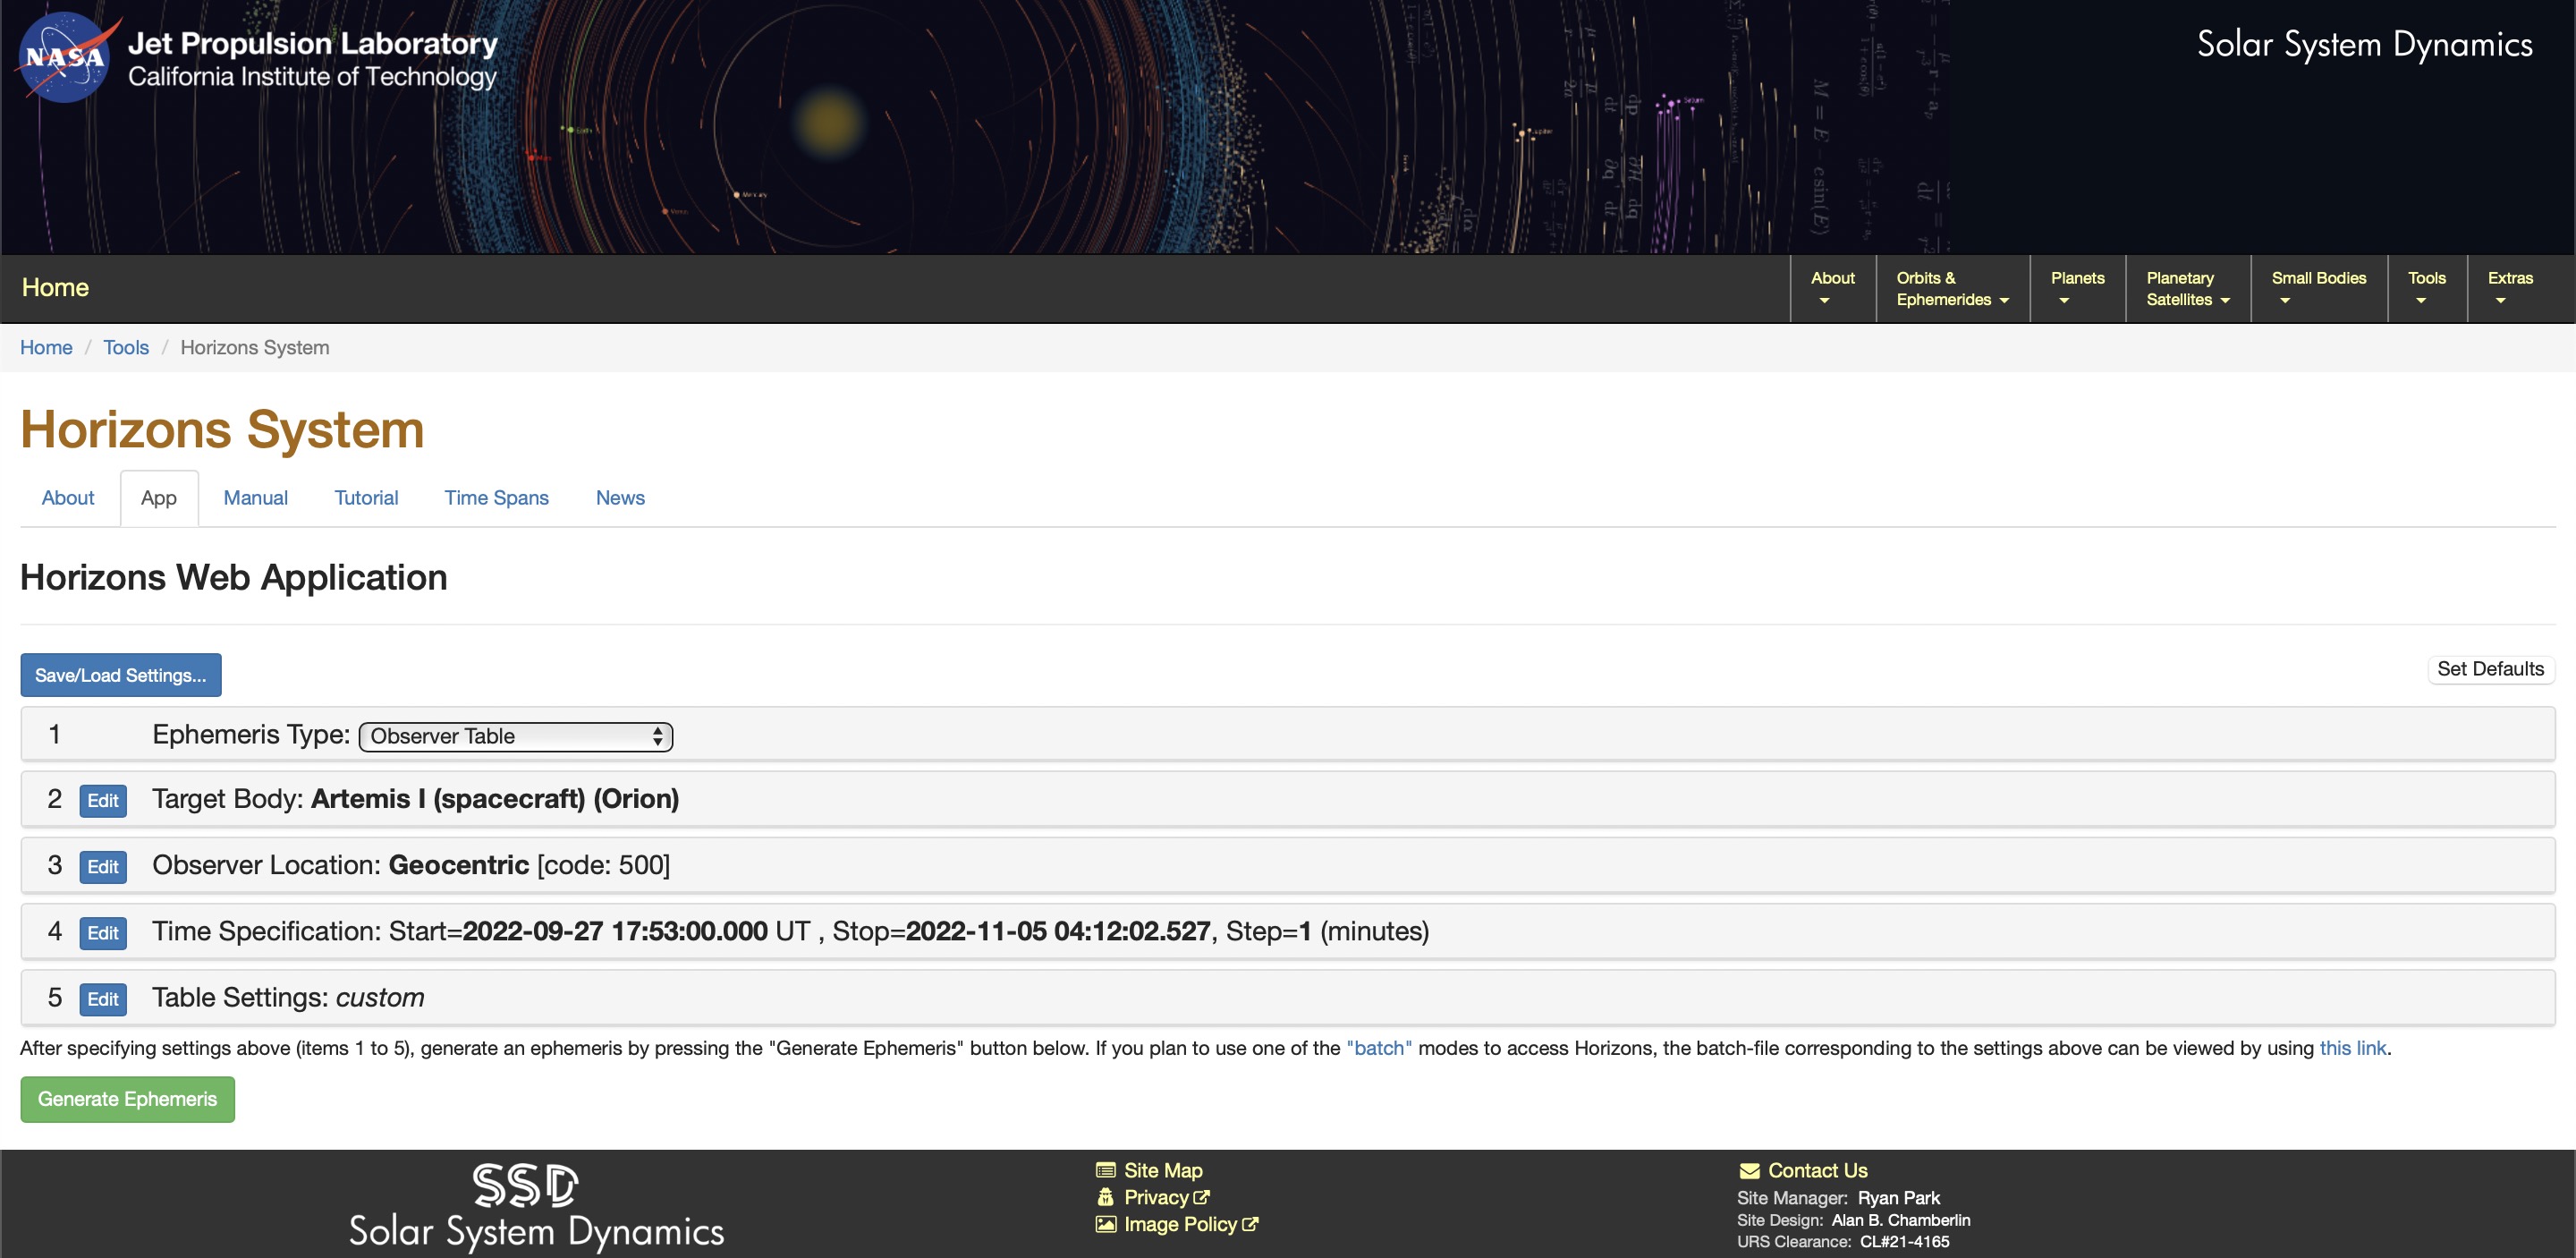 NASA
Jet Propulsion Laboratory
California Institute of Technology
Solar System Dynamics
Earth
Mars
Mercury
Venus
Jupiter
Saturn
M = E − e sin(E)
Home
About
Orbits &
Ephemerides
Planets
Planetary
Satellites
Small Bodies
Tools
Extras
Home / Tools / Horizons System
Horizons System
About App Manual Tutorial Time Spans News
Horizons Web Application
Save/Load Settings...
Set Defaults
1 Ephemeris Type: Observer Table
2 Edit Target Body: Artemis I (spacecraft) (Orion)
3 Edit Observer Location: Geocentric [code: 500]
4 Edit Time Specification: Start=2022-09-27 17:53:00.000 UT , Stop=2022-11-05 04:12:02.527, Step=1 (minutes)
5 Edit Table Settings: custom
After specifying settings above (items 1 to 5), generate an ephemeris by pressing the "Generate Ephemeris" button below. If you plan to use one of the "batch" modes to access Horizons, the batch-file corresponding to the settings above can be viewed by using this link.
Generate Ephemeris
SSD
Solar System Dynamics
Site Map
Privacy
Image Policy
Contact Us
Site Manager: Ryan Park
Site Design: Alan B. Chamberlin
URS Clearance: CL#21-4165